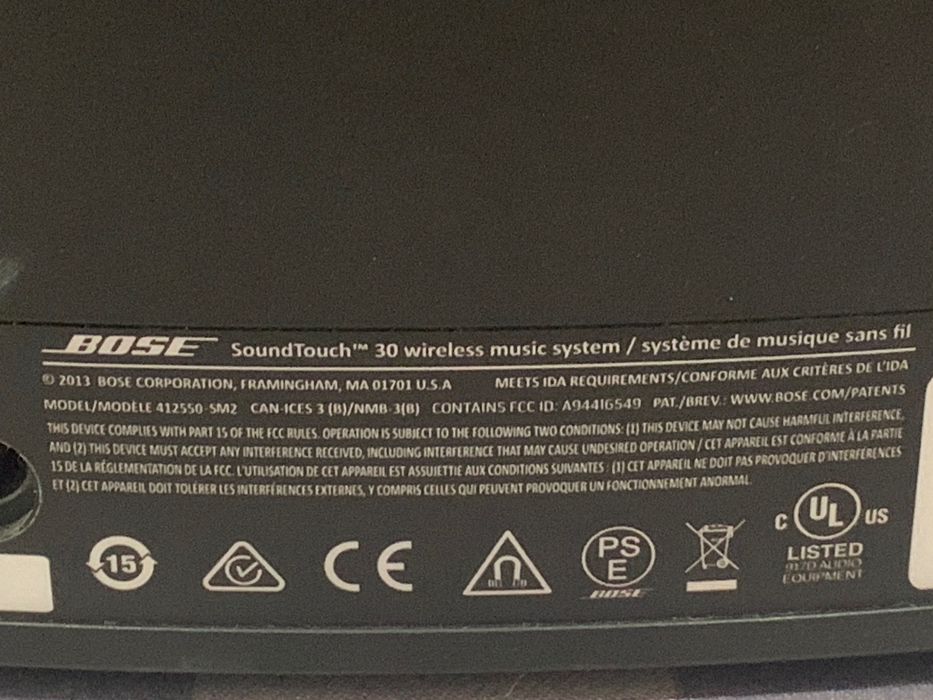 BOSE SoundTouch™ 30 wireless music system / système de musique sans fil
© 2013 BOSE CORPORATION, FRAMINGHAM, MA 01701 U.S.A MEETS IDA REQUIREMENTS/CONFORME AUX CRITÈRES DE L'IDA
MODEL/MODÈLE 412550-SM2 CAN-ICES 3 (B)/NMB-3(B) CONTAINS FCC ID: A94416549 PAT./BREV.: WWW.BOSE.COM/PATENTS
THIS DEVICE COMPLIES WITH PART 15 OF THE FCC RULES. OPERATION IS SUBJECT TO THE FOLLOWING TWO CONDITIONS: (1) THIS DEVICE MAY NOT CAUSE HARMFUL INTERFERENCE,
AND (2) THIS DEVICE MUST ACCEPT ANY INTERFERENCE RECEIVED, INCLUDING INTERFERENCE THAT MAY CAUSE UNDESIRED OPERATION / CET APPAREIL EST CONFORME À LA PARTIE
15 DE LA RÉGLEMENTATION DE LA FCC. L'UTILISATION DE CET APPAREIL EST ASSUJETTIE AUX CONDITIONS SUIVANTES : (1) CET APPAREIL NE DOIT PAS PROVOQUER D'INTERFÉRENCES
ET (2) CET APPAREIL DOIT TOLÉRER LES INTERFÉRENCES EXTERNES, Y COMPRIS CELLES QUI PEUVENT PROVOQUER UN FONCTIONNEMENT ANORMAL.
15 CE PS E BOSE C UL US
LISTED
917D AUDIO
EQUIPMENT